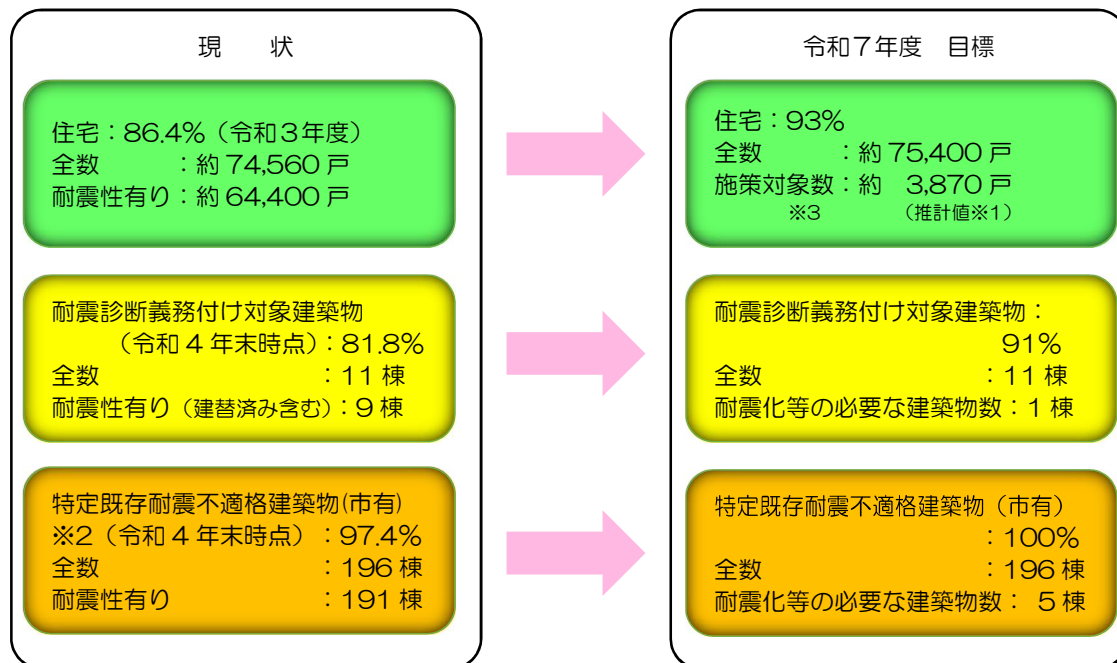 現　　状
住宅：86.4%（令和３年度）
全数　　　：約 74,560 戸
耐震性有り：約 64,400 戸
耐震診断義務付け対象建築物
（令和 4 年末時点）：81.8%
全数　　　　　　　　：11 棟
耐震性有り（建替済み含む）：9 棟
特定既存耐震不適格建築物(市有)
※2（令和 4 年末時点）：97.4%
全数　　　　　　　　：196 棟
耐震性有り　　　　　：191 棟
令和７年度　目標
住宅：93%
全数　　　　：約 75,400 戸
施策対象数：約　3,870 戸
※3　　　（推計値※1）
耐震診断義務付け対象建築物：
91%
全数　　　　　　　　　：11 棟
耐震化等の必要な建築物数：1 棟
特定既存耐震不適格建築物（市有）
：100%
全数　　　　　　　　　：196 棟
耐震化等の必要な建築物数：　5 棟